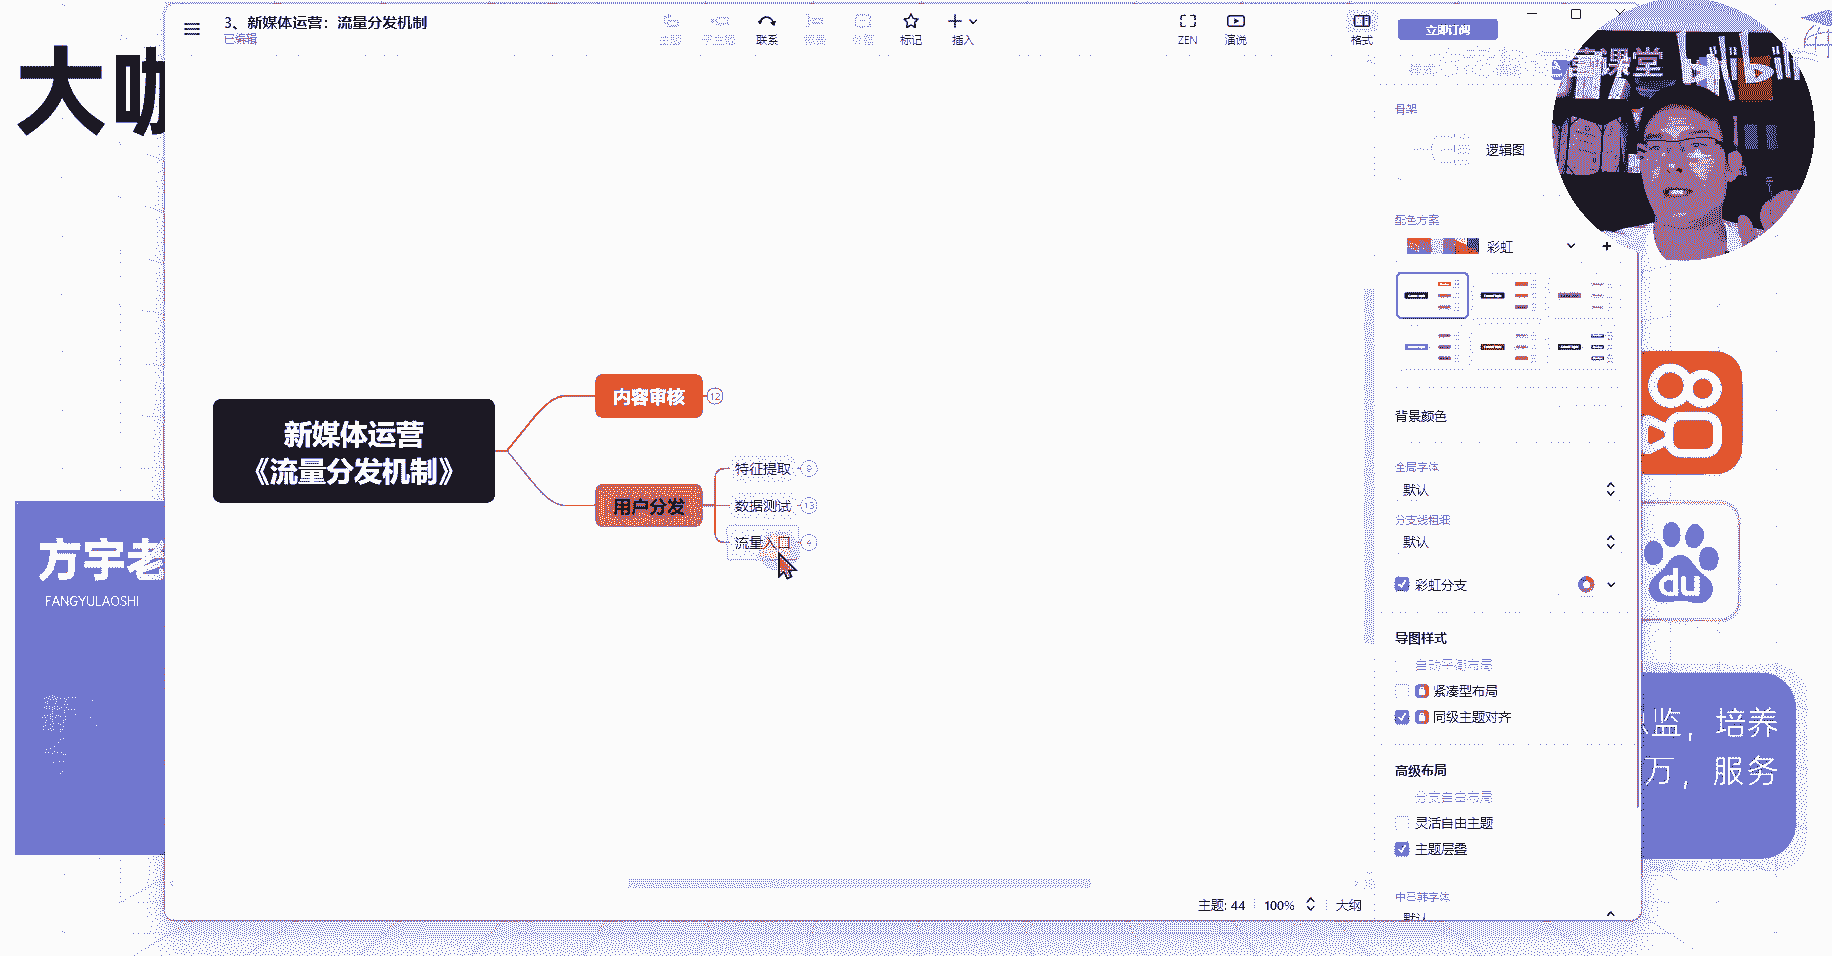 3、新媒体运营：流量分发机制
已编辑
联系
标记
插入
ZEN
演说
格式
立即订阅
课堂
大咖
骨架
逻辑图
配色方案
彩虹
背景颜色
全局字体
默认
分支线粗细
默认
彩虹分支
导图样式
自动平衡布局
紧凑型布局
同级主题对齐
高级布局
分支自由布局
灵活自由主题
主题层叠
中日韩字体
默认
新媒体运营
《流量分发机制》
内容审核
12
用户分发
特征提取
9
数据测试
13
流量入口
4
方宇老
FANGYULAOSHI
du
监，培养
万，服务
主题: 44
100%
大纲